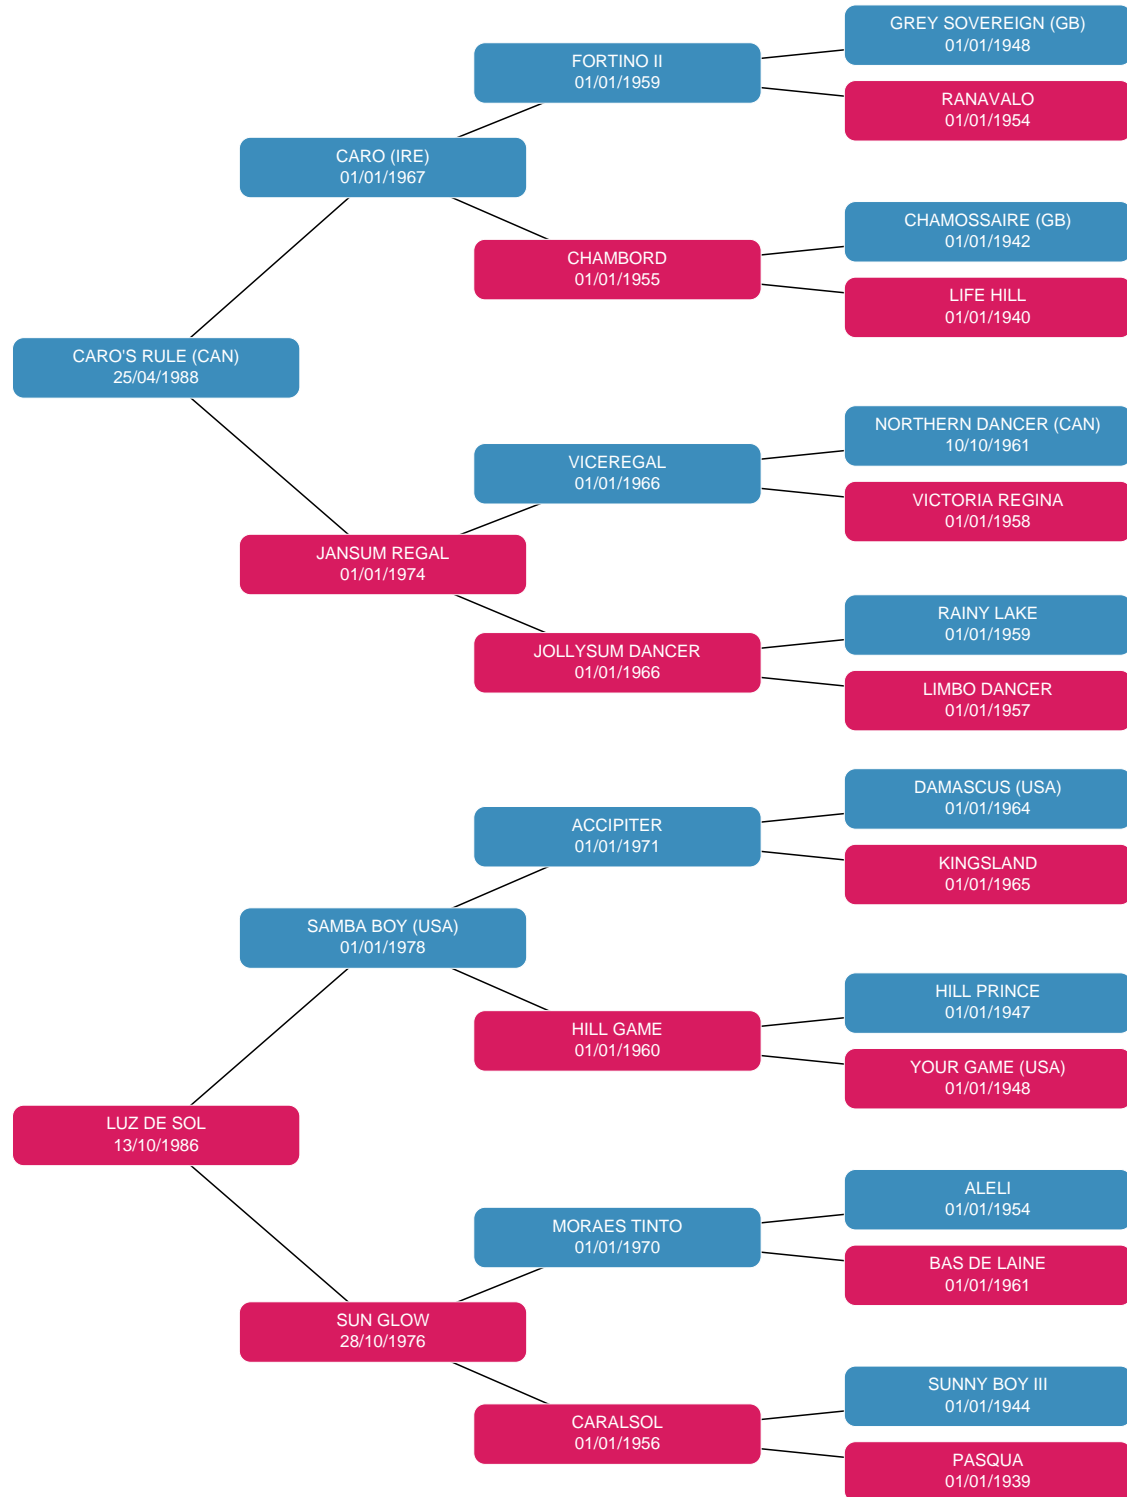 GREY SOVEREIGN (GB)
01/01/1948
FORTINO II
01/01/1959
RANAVALO
01/01/1954
CARO (IRE)
01/01/1967
CHAMOSSAIRE (GB)
01/01/1942
CHAMBORD
01/01/1955
LIFE HILL
01/01/1940
CARO'S RULE (CAN)
25/04/1988
NORTHERN DANCER (CAN)
10/10/1961
VICEREGAL
01/01/1966
VICTORIA REGINA
01/01/1958
JANSUM REGAL
01/01/1974
RAINY LAKE
01/01/1959
JOLLYSUM DANCER
01/01/1966
LIMBO DANCER
01/01/1957
DAMASCUS (USA)
01/01/1964
ACCIPITER
01/01/1971
KINGSLAND
01/01/1965
SAMBA BOY (USA)
01/01/1978
HILL PRINCE
01/01/1947
HILL GAME
01/01/1960
YOUR GAME (USA)
01/01/1948
LUZ DE SOL
13/10/1986
ALELI
01/01/1954
MORAES TINTO
01/01/1970
BAS DE LAINE
01/01/1961
SUN GLOW
28/10/1976
SUNNY BOY III
01/01/1944
CARALSOL
01/01/1956
PASQUA
01/01/1939